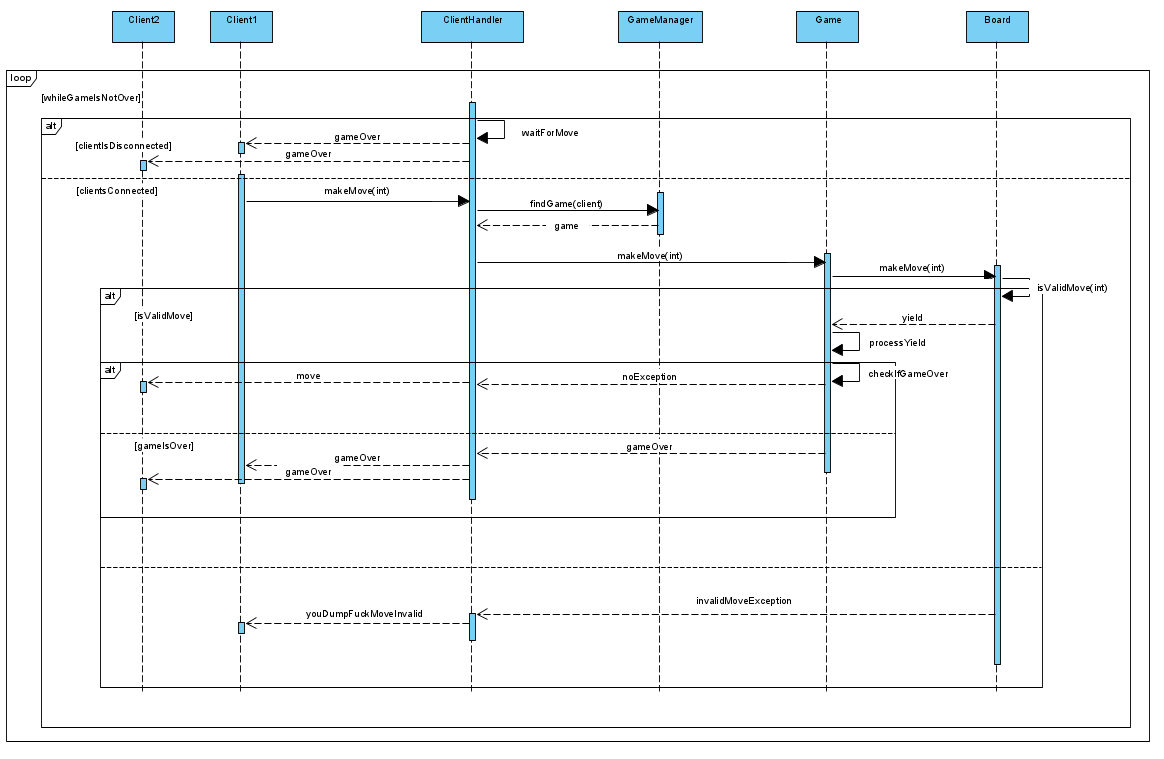 Client2
Client1
ClientHandler
GameManager
Game
Board
loop
[whileGameIsNotOver]
alt
waitForMove
gameOver
[clientIsDisconnected]
gameOver
[clientsConnected]
makeMove(int)
findGame(client)
game
makeMove(int)
makeMove(int)
isValidMove(int)
alt
[isValidMove]
yield
processYield
alt
move
noException
checkIfGameOver
[gameIsOver]
gameOver
gameOver
gameOver
invalidMoveException
youDumpFuckMoveInvalid